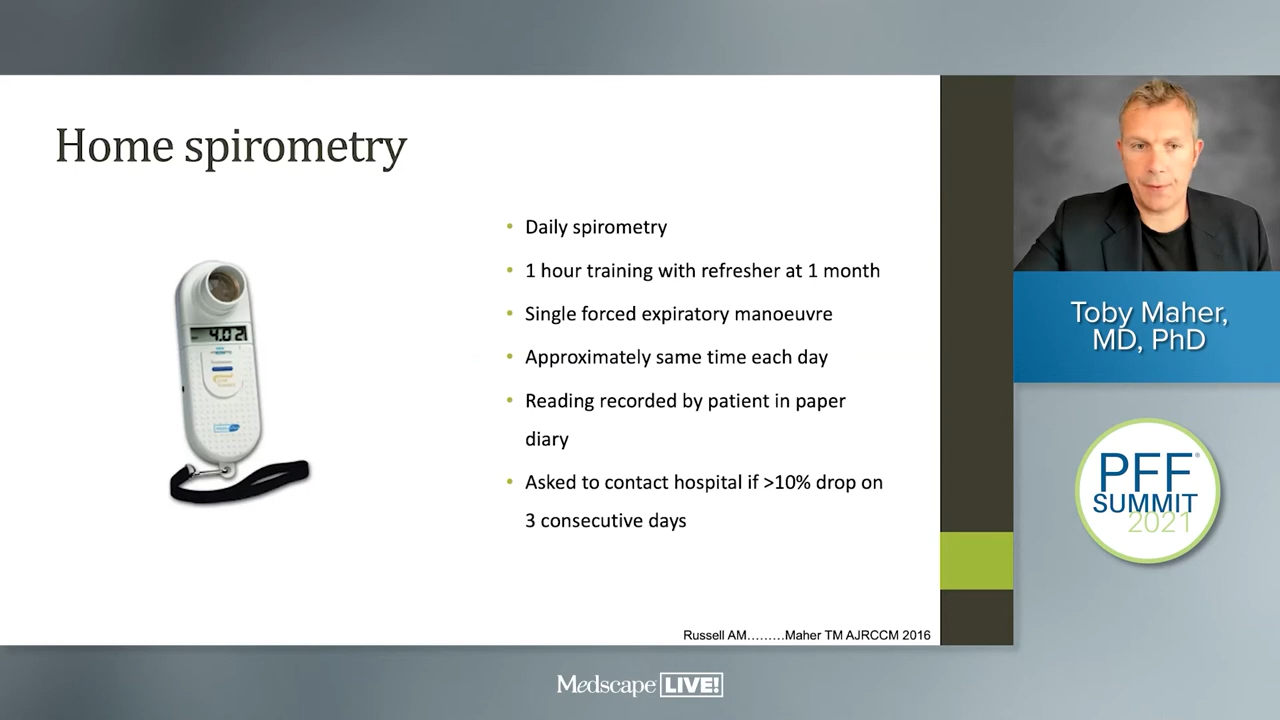 Home spirometry
4.02
• Daily spirometry
• 1 hour training with refresher at 1 month
• Single forced expiratory manoeuvre
• Approximately same time each day
• Reading recorded by patient in paper
diary
• Asked to contact hospital if >10% drop on
3 consecutive days
Russell AM………Maher TM AJRCCM 2016
Toby Maher,
MD, PhD
PFF®
SUMMIT
2021
Medscape LIVE!